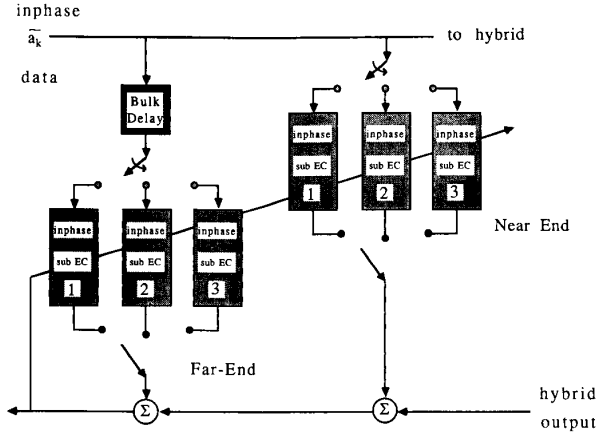 inphase
ãk
to hybrid
data
Bulk
Delay
inphase
sub EC
1
inphase
sub EC
2
inphase
sub EC
3
Near End
inphase
sub EC
1
inphase
sub EC
2
inphase
sub EC
3
Far-End
Σ
Σ
hybrid
output